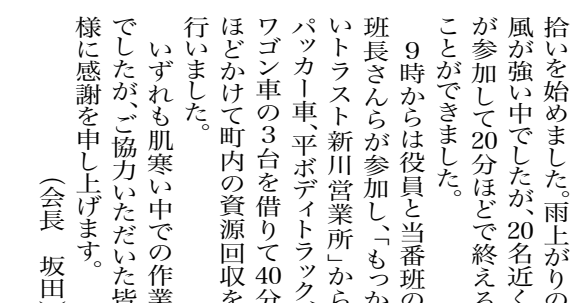 拾いを始めました。雨上がりの
風が強い中でしたが、20名近く
が参加して20分ほどで終える
ことができました。
９時からは役員と当番班の
班長さんらが参加し、「もっか
いトラスト新川営業所」から
パッカー車、平ボディトラック、
ワゴン車の３台を借りて40分
ほどかけて町内の資源回収を
行いました。
いずれも肌寒い中での作業
でしたが、ご協力いただいた皆
様に感謝を申し上げます。
（会長　坂田